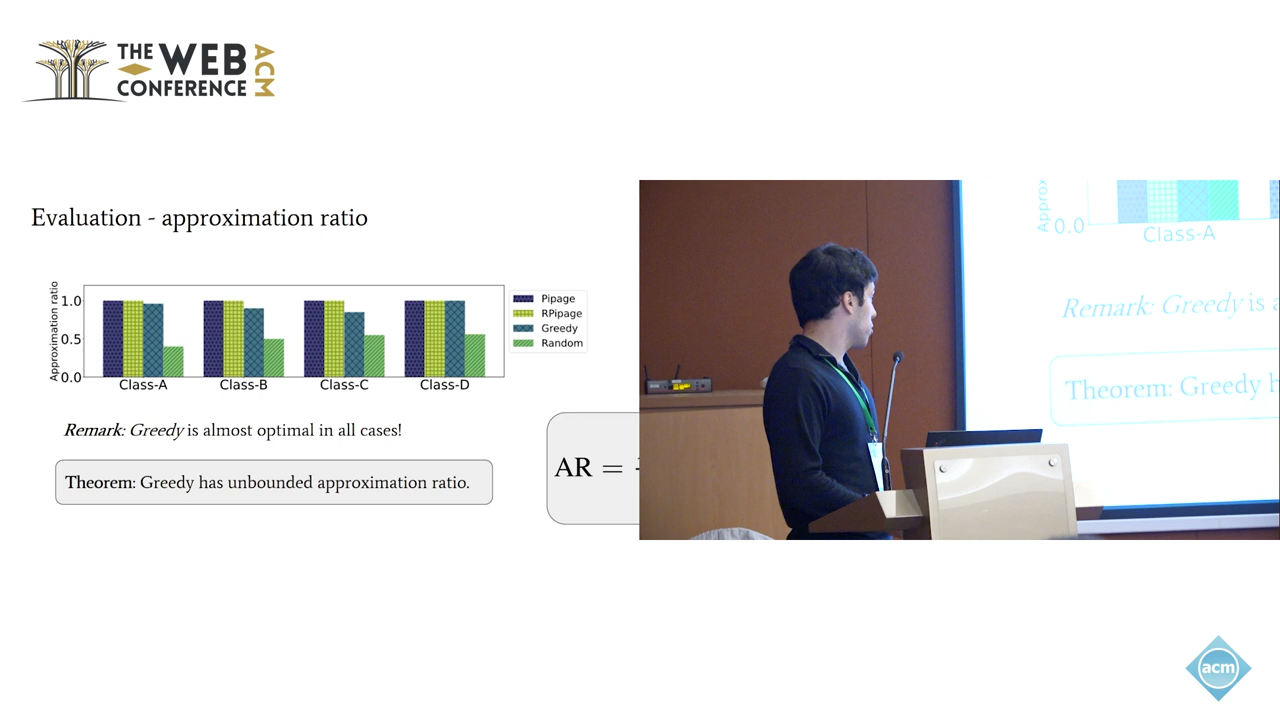 THE WEB
CONFERENCE
ACM
Evaluation - approximation ratio
Approximation ratio
1.0
0.5
0.0
Class-A
Class-B
Class-C
Class-D
Pipage
RPipage
Greedy
Random
Remark: Greedy is almost optimal in all cases!
Theorem: Greedy has unbounded approximation ratio.
AR =
0.0
Class-A
Remark: Greedy is a
Theorem: Greedy h
acm